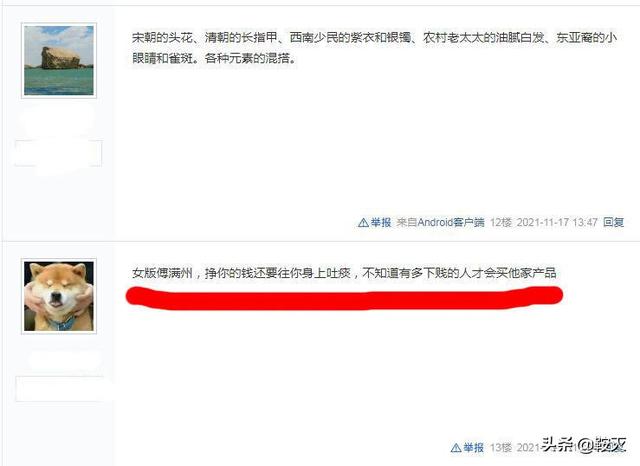 宋朝的头花、清朝的长指甲、西南少民的紫衣和银镯、农村老太太的油腻白发、东亚裔的小
眼睛和雀斑。各种元素的混搭。
举报 来自Android客户端 12楼 2021-11-17 13:47 回复
女版傅满州，挣你的钱还要往你身上吐痰，不知道有多下贱的人才会买他家产品
举报 13楼 2021-11
头条 @鞍灭